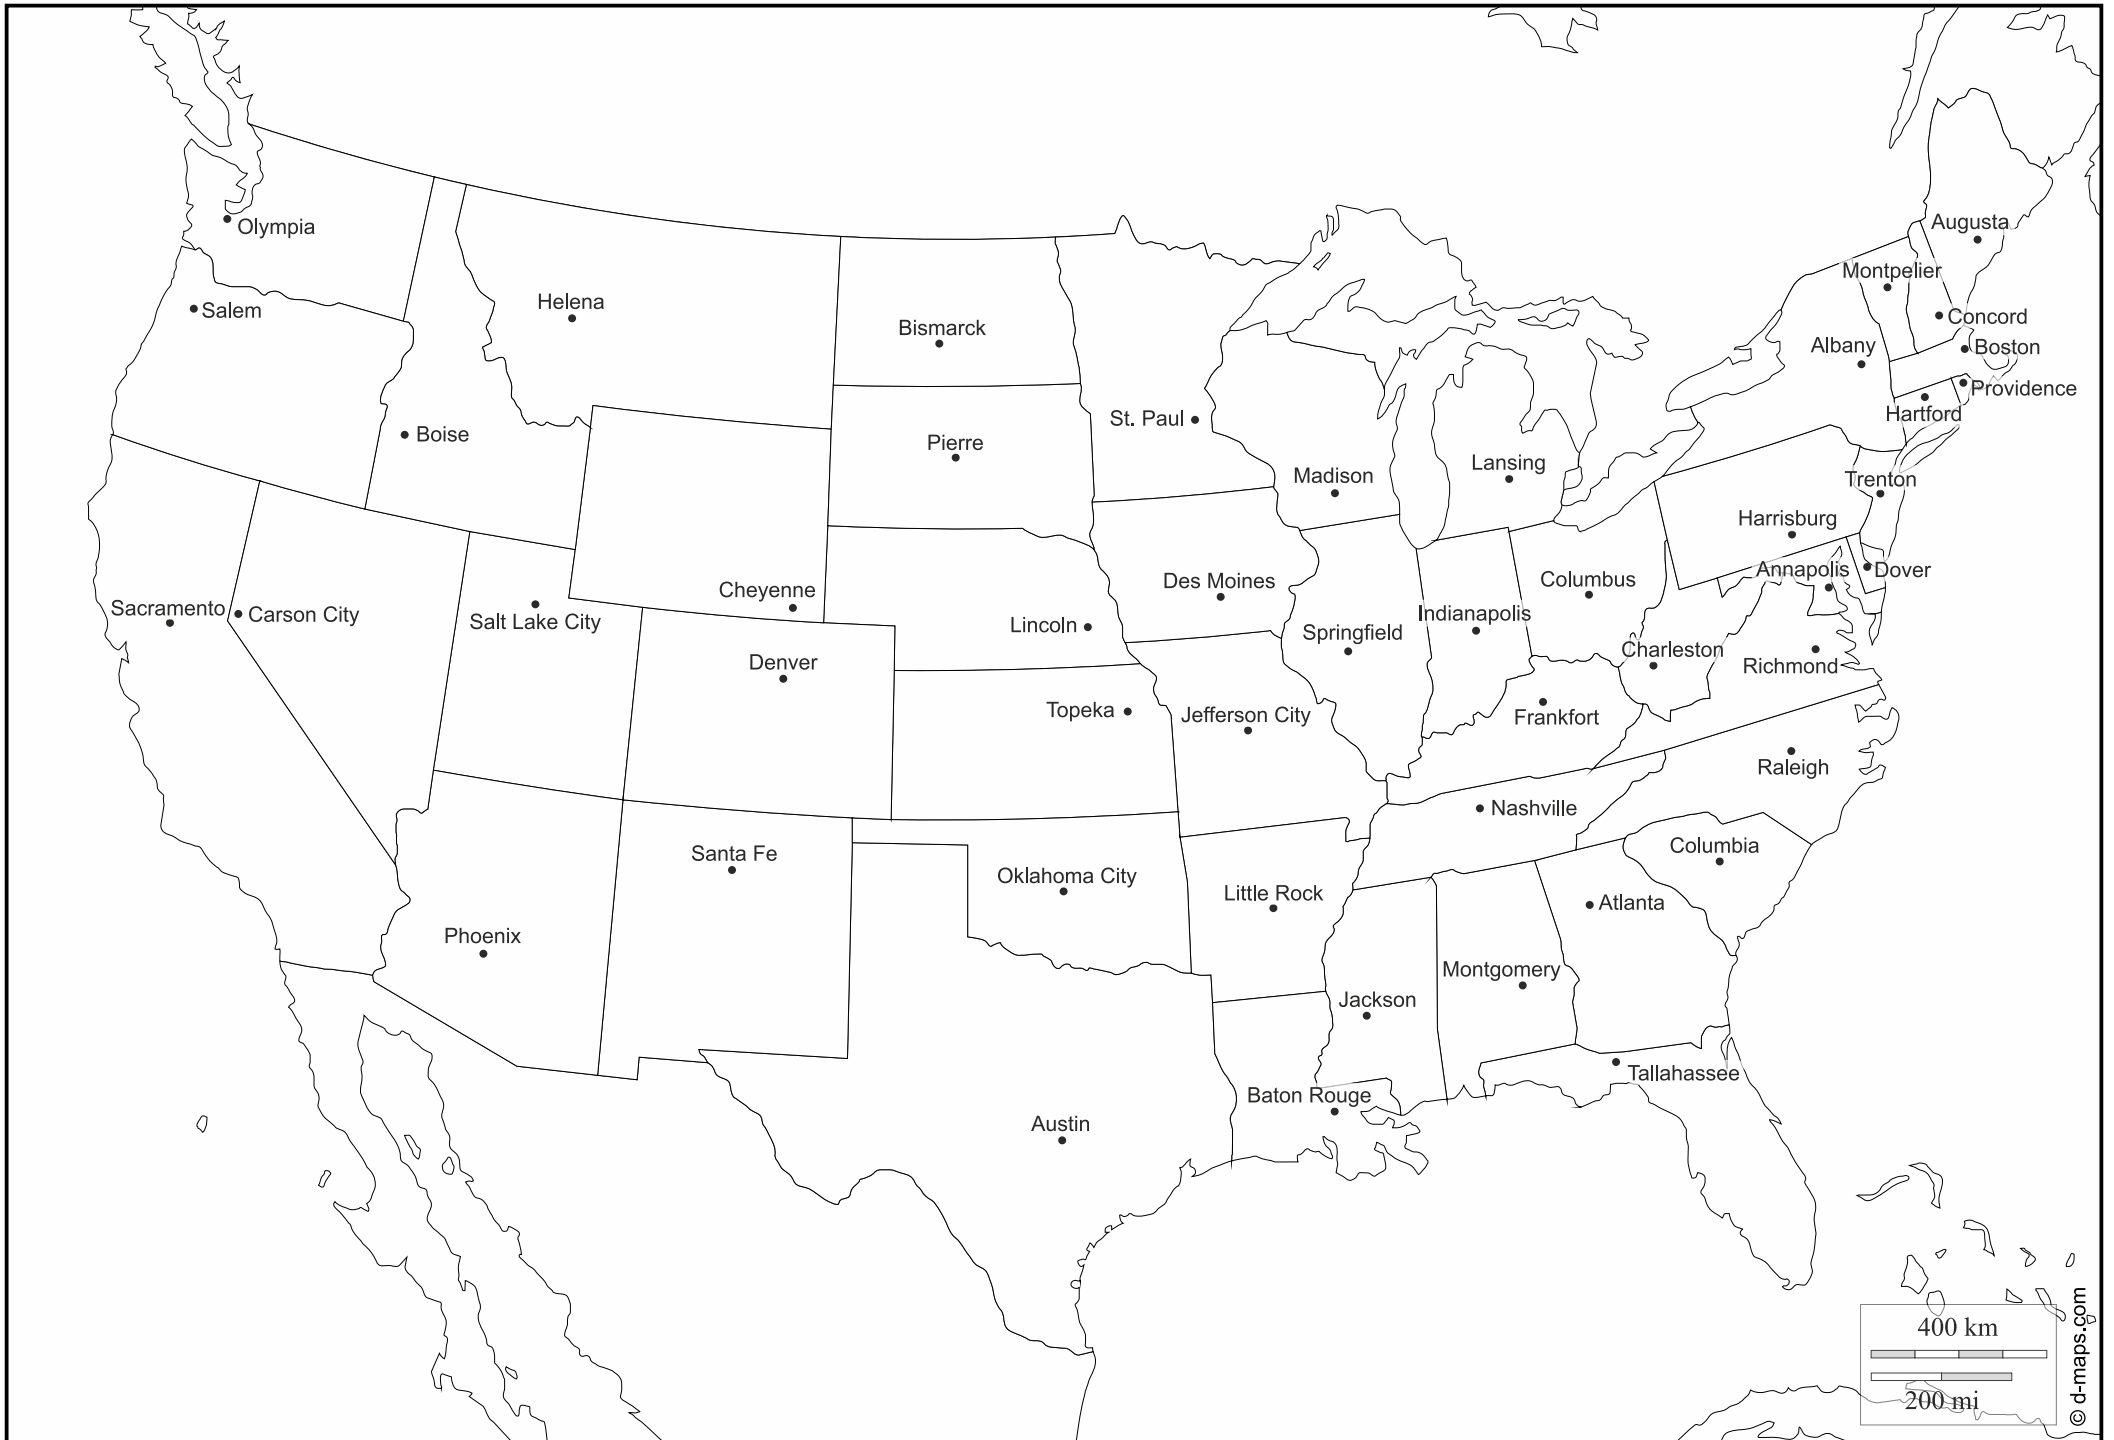 Augusta
Olympia
Montpelier
Helena
Salem
Concord
Bismarck
Albany
Boston
Providence
Hartford
St. Paul
Boise
Pierre
Lansing
Madison
Trenton
Harrisburg
Annapolis
Dover
Columbus
Des Moines
Cheyenne
Sacramento
Carson City
Salt Lake City
Indianapolis
Lincoln
Springfield
Charleston
Denver
Richmond
Topeka
Jefferson City
Frankfort
Raleigh
Nashville
Columbia
Santa Fe
Oklahoma City
Little Rock
Atlanta
Phoenix
Montgomery
Jackson
Tallahassee
Baton Rouge
Austin
400 km
200 mi
© d-maps.com